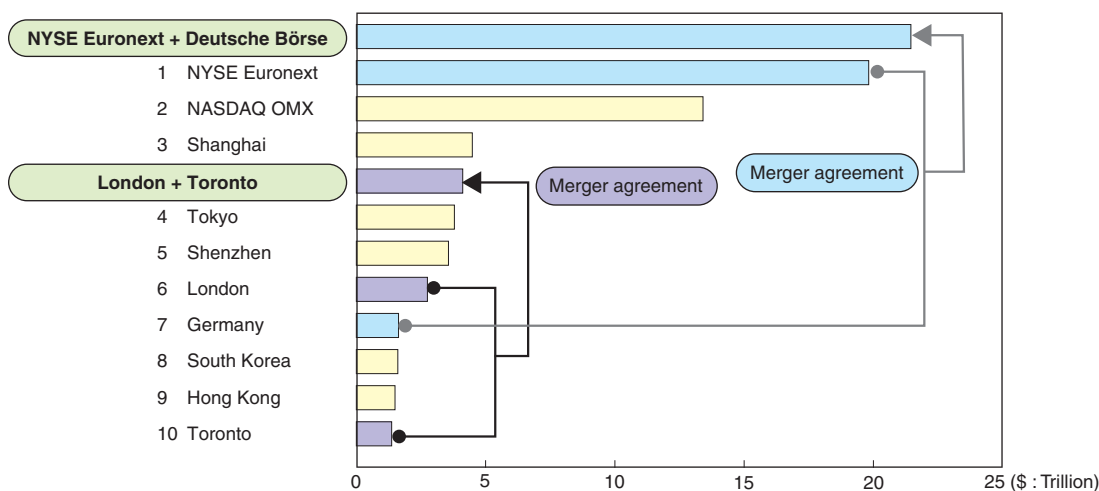 NYSE Euronext + Deutsche Börse
1 NYSE Euronext
2 NASDAQ OMX
3 Shanghai
London + Toronto
Merger agreement
Merger agreement
4 Tokyo
5 Shenzhen
6 London
7 Germany
8 South Korea
9 Hong Kong
10 Toronto
0 5 10 15 20 25 ($ : Trillion)